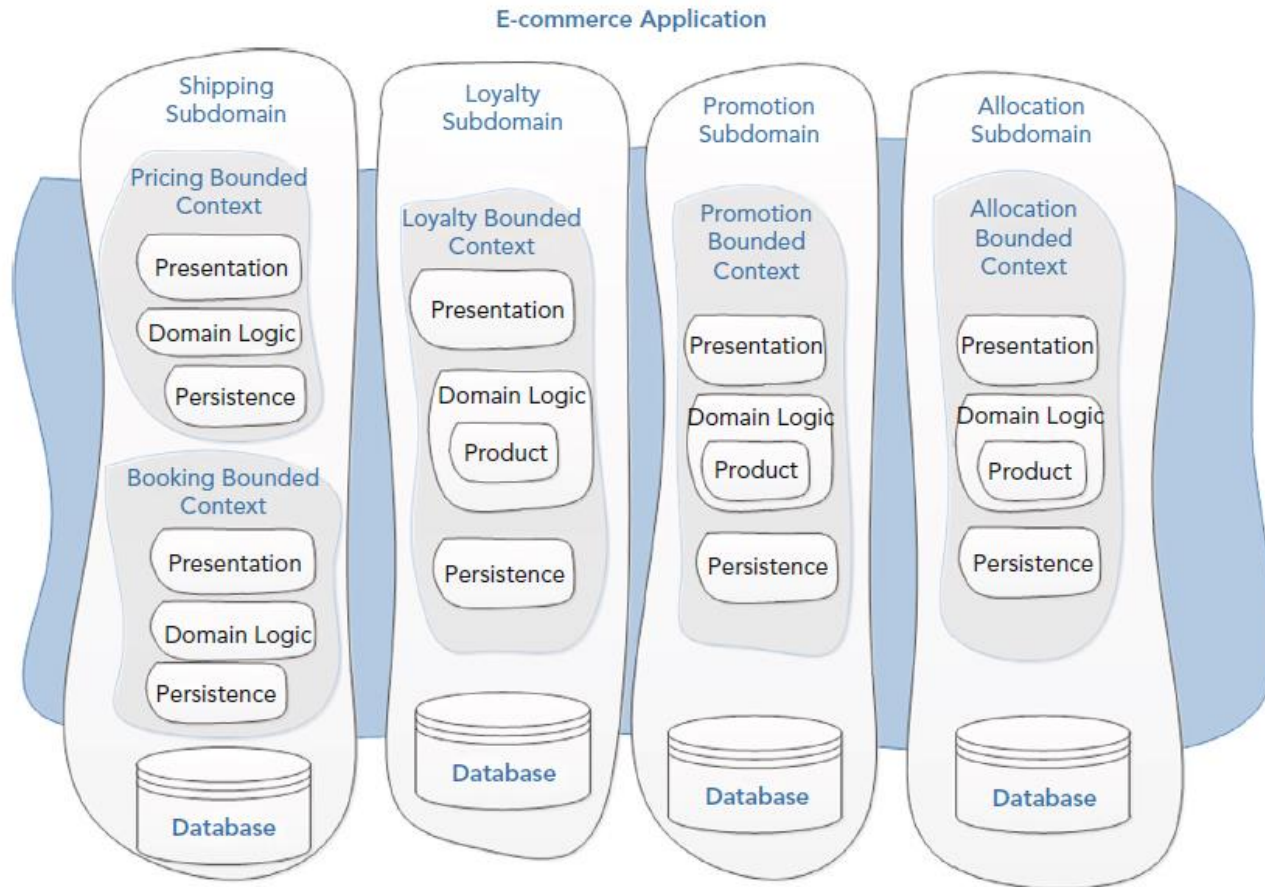 E-commerce Application
Shipping
Subdomain
Pricing Bounded
Context
Presentation
Domain Logic
Persistence
Booking Bounded
Context
Presentation
Domain Logic
Persistence
Database
Loyalty
Subdomain
Loyalty Bounded
Context
Presentation
Domain Logic
Product
Persistence
Database
Promotion
Subdomain
Promotion
Bounded
Context
Presentation
Domain Logic
Product
Persistence
Database
Allocation
Subdomain
Allocation
Bounded
Context
Presentation
Domain Logic
Product
Persistence
Database